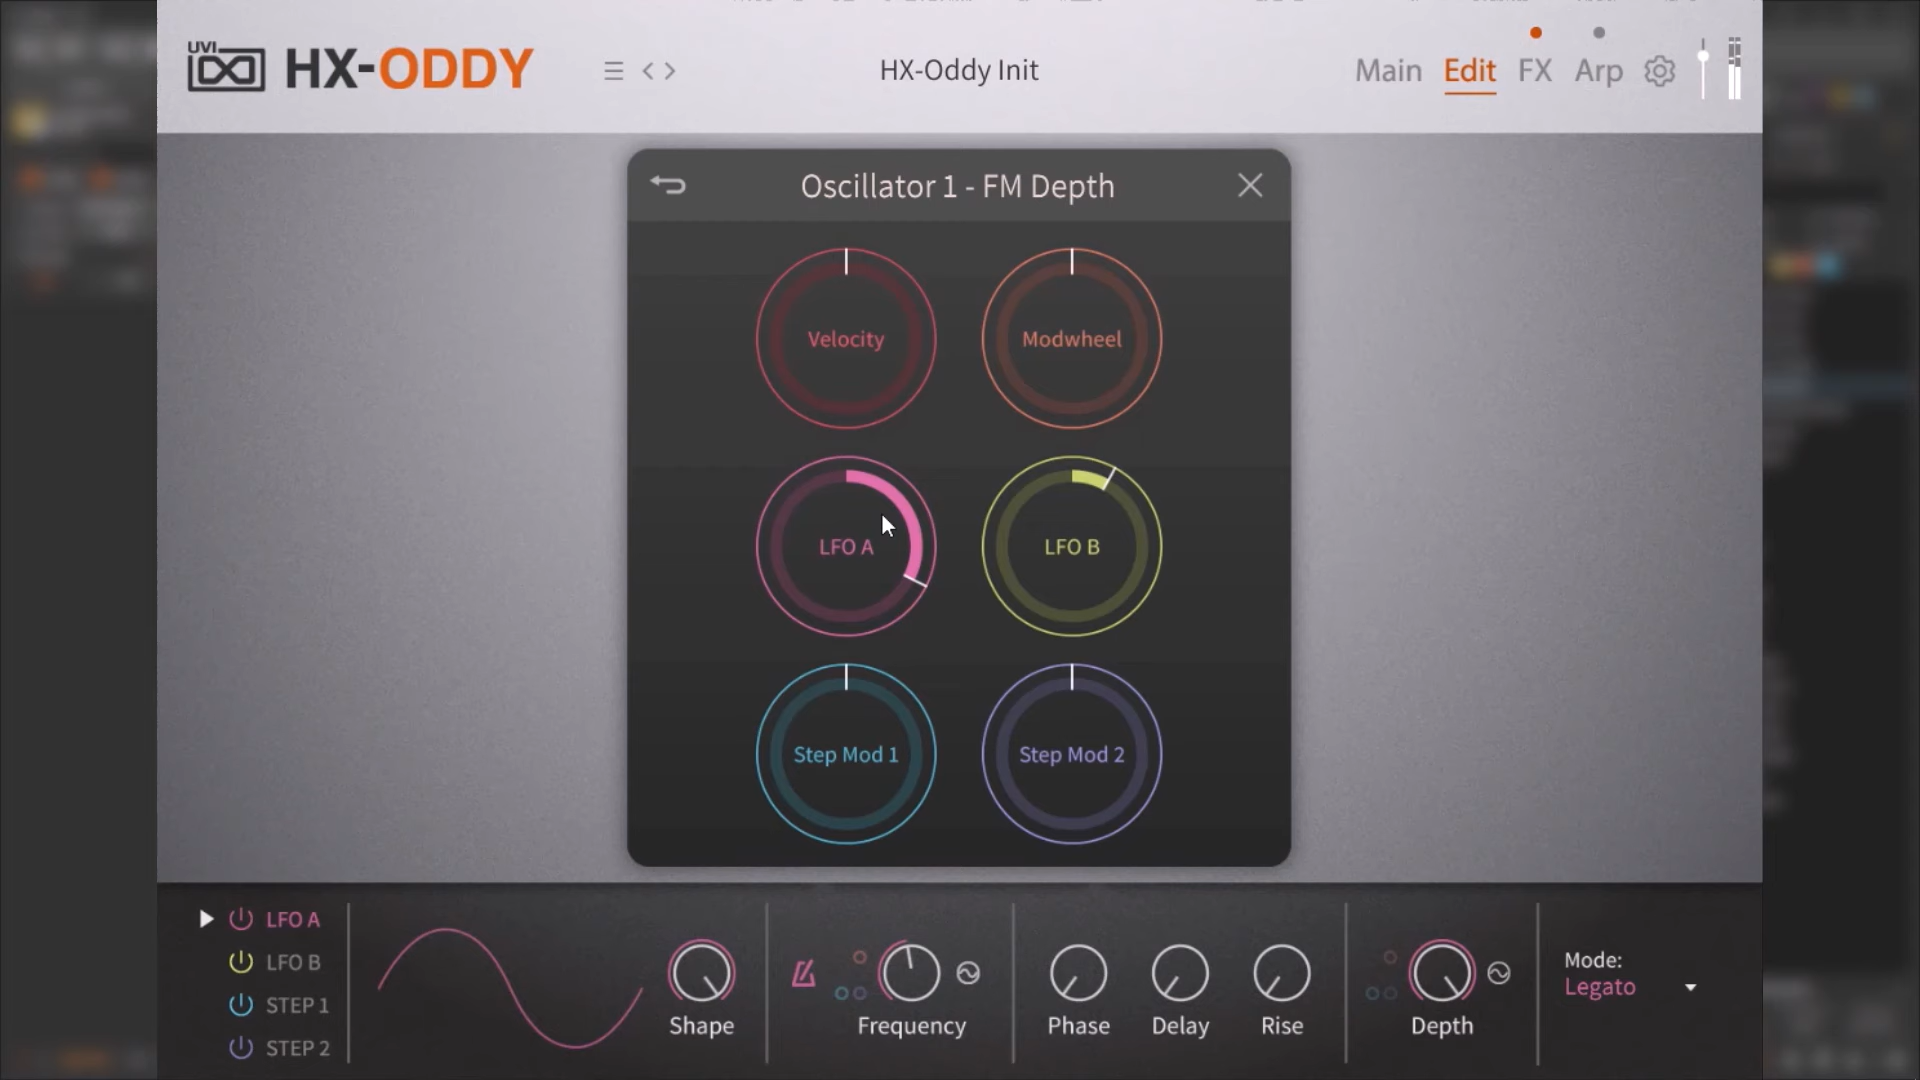 UVI
HX-ODDY
HX-Oddy Init
Main
Edit
FX
Arp
Oscillator 1 - FM Depth
Velocity
Modwheel
LFO A
LFO B
Step Mod 1
Step Mod 2
LFO A
LFO B
STEP 1
STEP 2
Shape
Frequency
Phase
Delay
Rise
Depth
Mode:
Legato